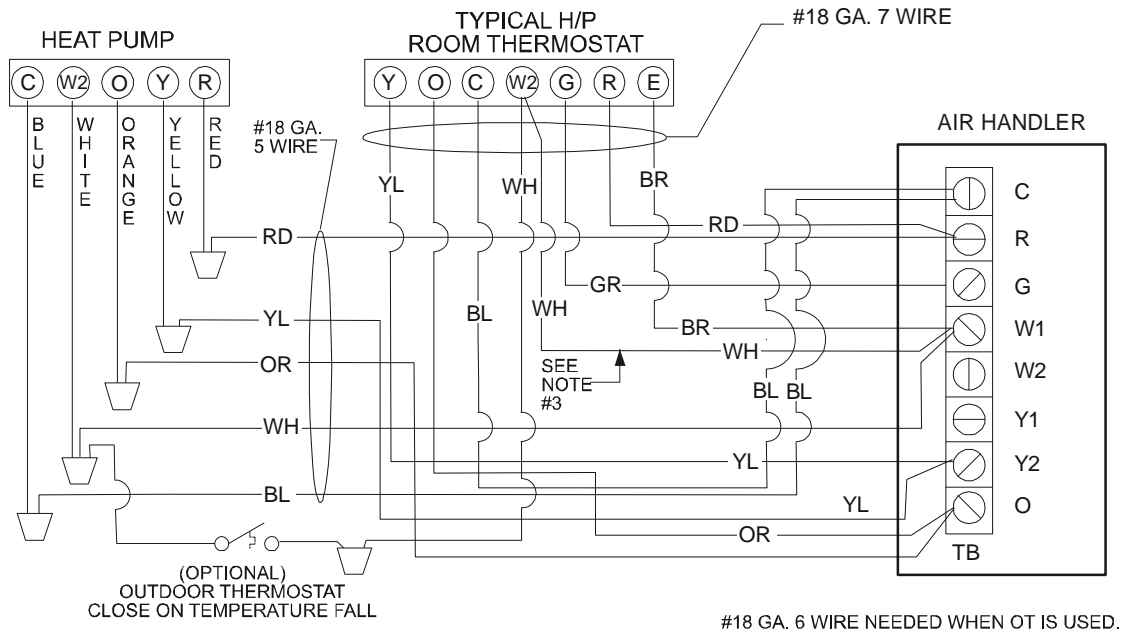 TYPICAL H/P
ROOM THERMOSTAT
#18 GA. 7 WIRE
HEAT PUMP
C W2 O Y R
Y O C W2 G R E
BLUE
WHITE
ORANGE
YELLOW
RED
#18 GA.
5 WIRE
AIR HANDLER
YL
WH
BR
C
RD
RD
R
GR
G
BL
WH
YL
BR
W1
OR
WH
SEE
NOTE
#3
W2
BL BL
WH
Y1
YL
Y2
BL
YL
O
OR
TB
(OPTIONAL)
OUTDOOR THERMOSTAT
CLOSE ON TEMPERATURE FALL
#18 GA. 6 WIRE NEEDED WHEN OT IS USED.